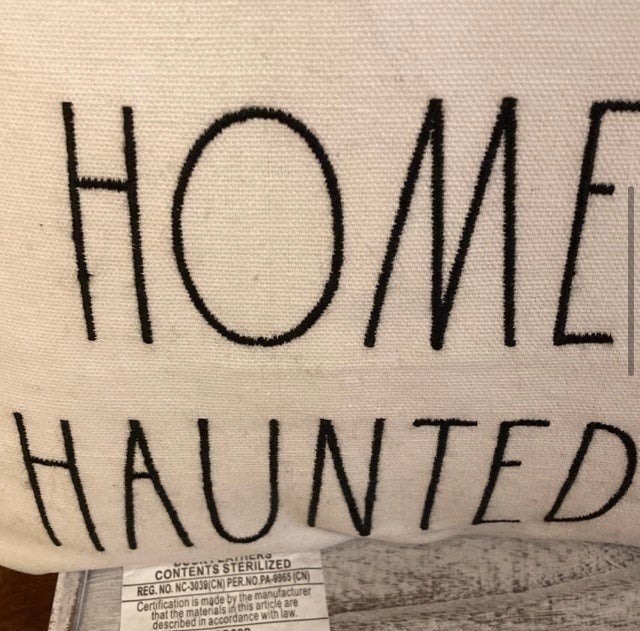 HOME
HAUNTED
CONTENTS STERILIZED
REG. NO. NC-3039(CN) PER.NO.PA-9965 (CN)
Certification is made by the manufacturer
that the materials in this article are
described in accordance with law.